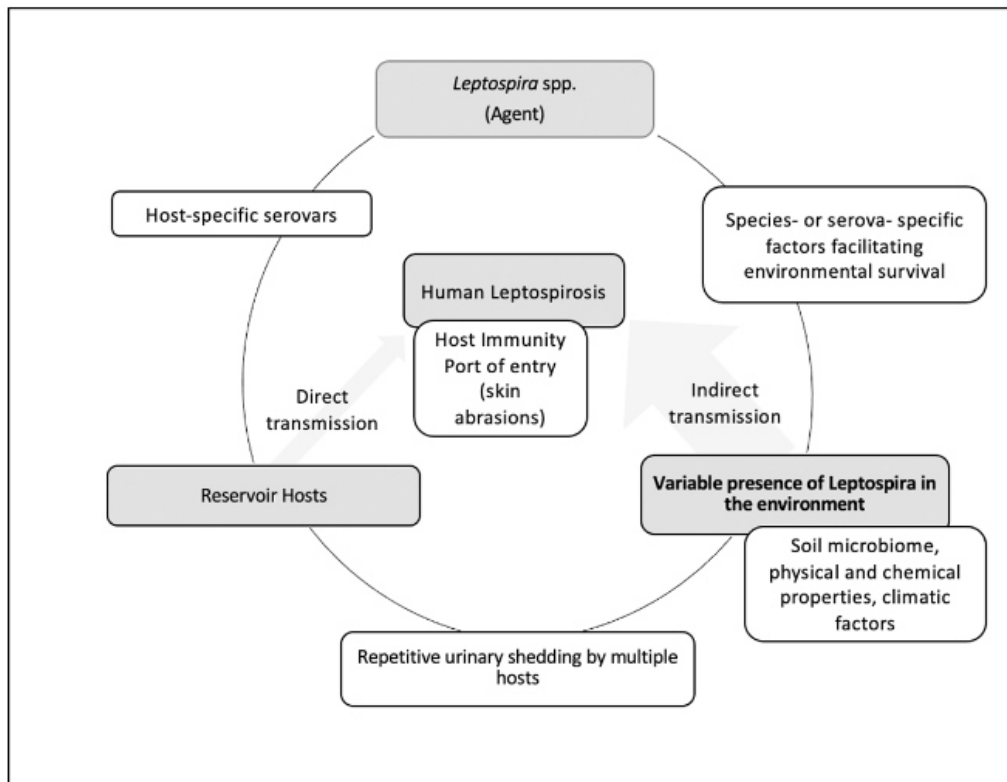 Leptospira spp.
(Agent)
Host-specific serovars
Species- or serova- specific
factors facilitating
environmental survival
Human Leptospirosis
Host Immunity
Port of entry
(skin
abrasions)
Direct
transmission
Indirect
transmission
Reservoir Hosts
Variable presence of Leptospira in
the environment
Soil microbiome,
physical and chemical
properties, climatic
factors
Repetitive urinary shedding by multiple
hosts